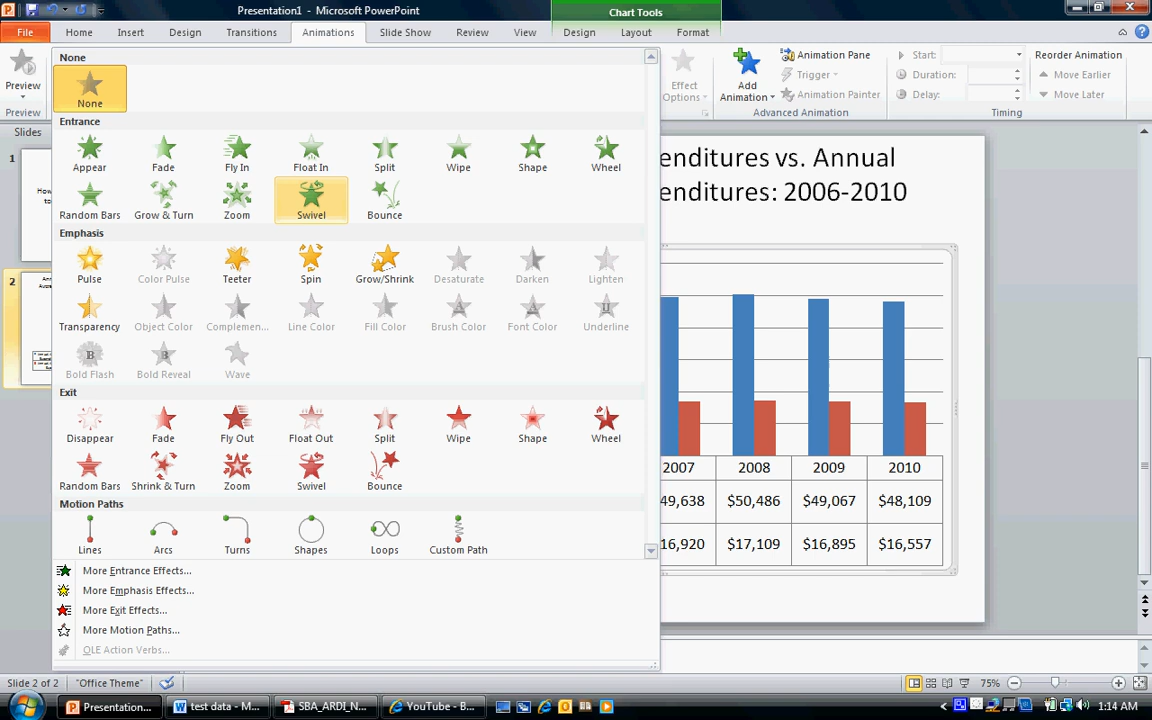 Presentation1 - Microsoft PowerPoint
Chart Tools
File Home Insert Design Transitions Animations Slide Show Review View Design Layout Format
Preview
Preview
Effect Options
Add Animation
Animation Pane
Trigger
Animation Painter
Advanced Animation
Start:
Duration:
Delay:
Reorder Animation
Move Earlier
Move Later
Timing
None
None
Entrance
Appear Fade Fly In Float In Split Wipe Shape Wheel
Random Bars Grow & Turn Zoom Swivel Bounce
Emphasis
Pulse Color Pulse Teeter Spin Grow/Shrink Desaturate Darken Lighten
Transparency Object Color Complemen... Line Color Fill Color Brush Color Font Color Underline
Bold Flash Bold Reveal Wave
Exit
Disappear Fade Fly Out Float Out Split Wipe Shape Wheel
Random Bars Shrink & Turn Zoom Swivel Bounce
Motion Paths
Lines Arcs Turns Shapes Loops Custom Path
More Entrance Effects...
More Emphasis Effects...
More Exit Effects...
More Motion Paths...
OLE Action Verbs...
Slides
1
2
enditures vs. Annual
enditures: 2006-2010
2007 2008 2009 2010
49,638 $50,486 $49,067 $48,109
16,920 $17,109 $16,895 $16,557
Slide 2 of 2 "Office Theme" 75%
Presentation... test data - M... SBA_ARDI_N... YouTube - B... 1:14 AM